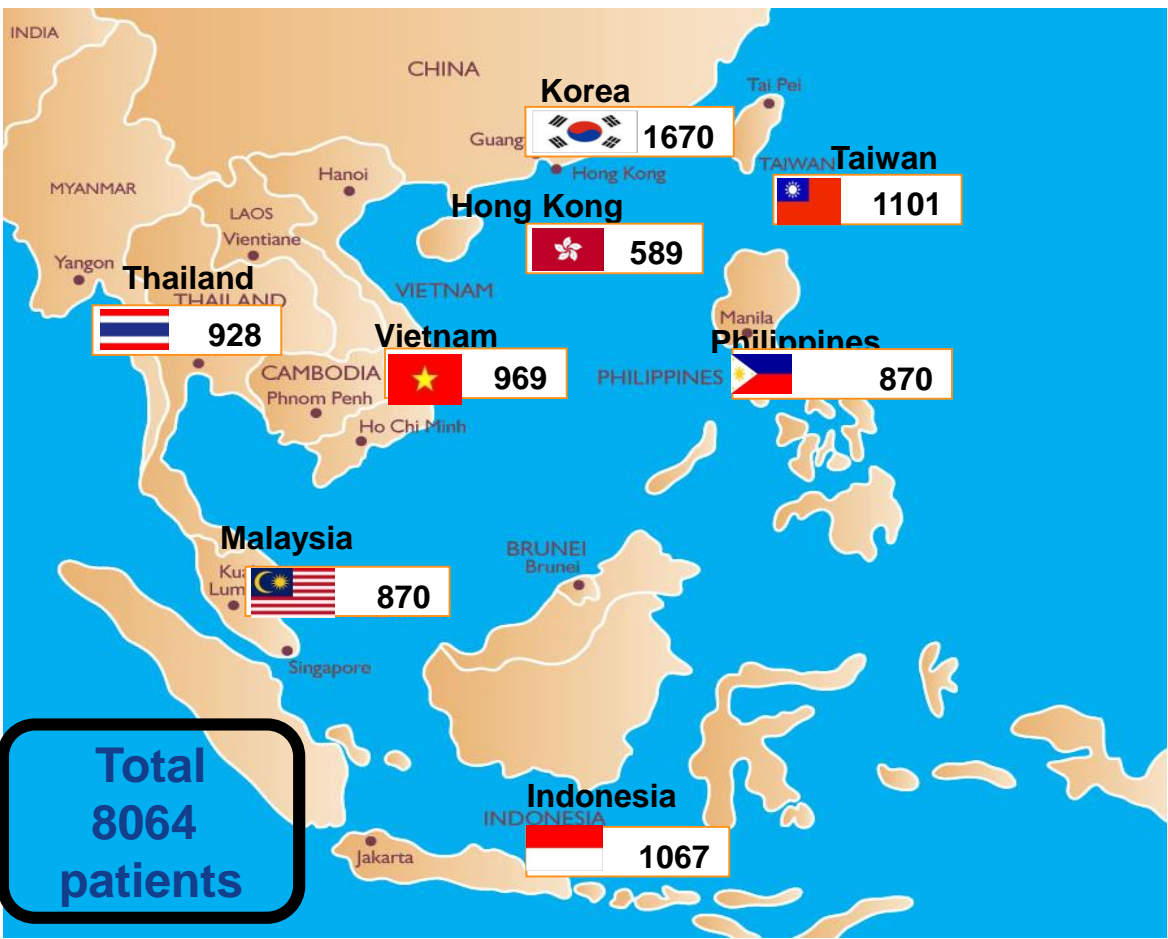 INDIA
CHINA
Korea
1670
Tai Pei
Guang
Hong Kong
TAIWAN
Taiwan
1101
Hanoi
MYANMAR
LAOS
Vientiane
Hong Kong
589
Yangon
Thailand
THAILAND
928
VIETNAM
Vietnam
969
Manila
Philippines
PHILIPPINES
870
CAMBODIA
Phnom Penh
Ho Chi Minh
Malaysia
Kua
Lum
870
BRUNEI
Brunei
Singapore
Total
8064
patients
Indonesia
INDONESIA
1067
Jakarta